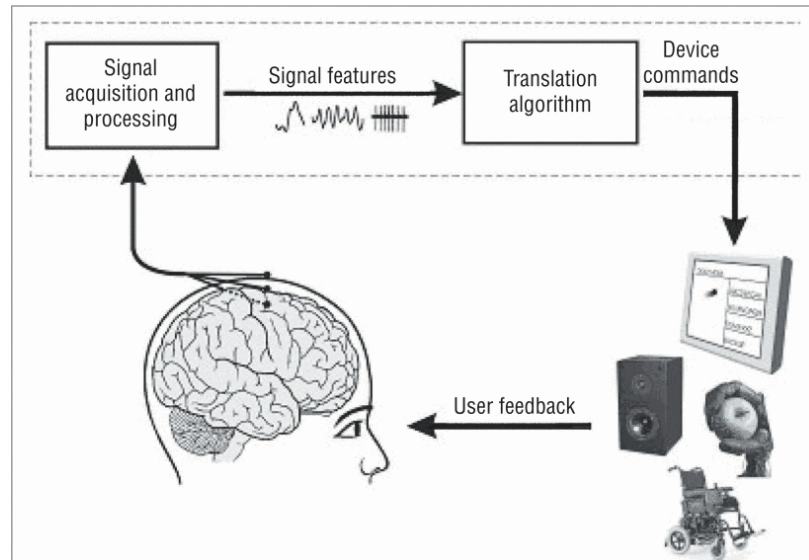 Signal
acquisition and
processing
Signal features
Translation
algorithm
Device
commands
User feedback